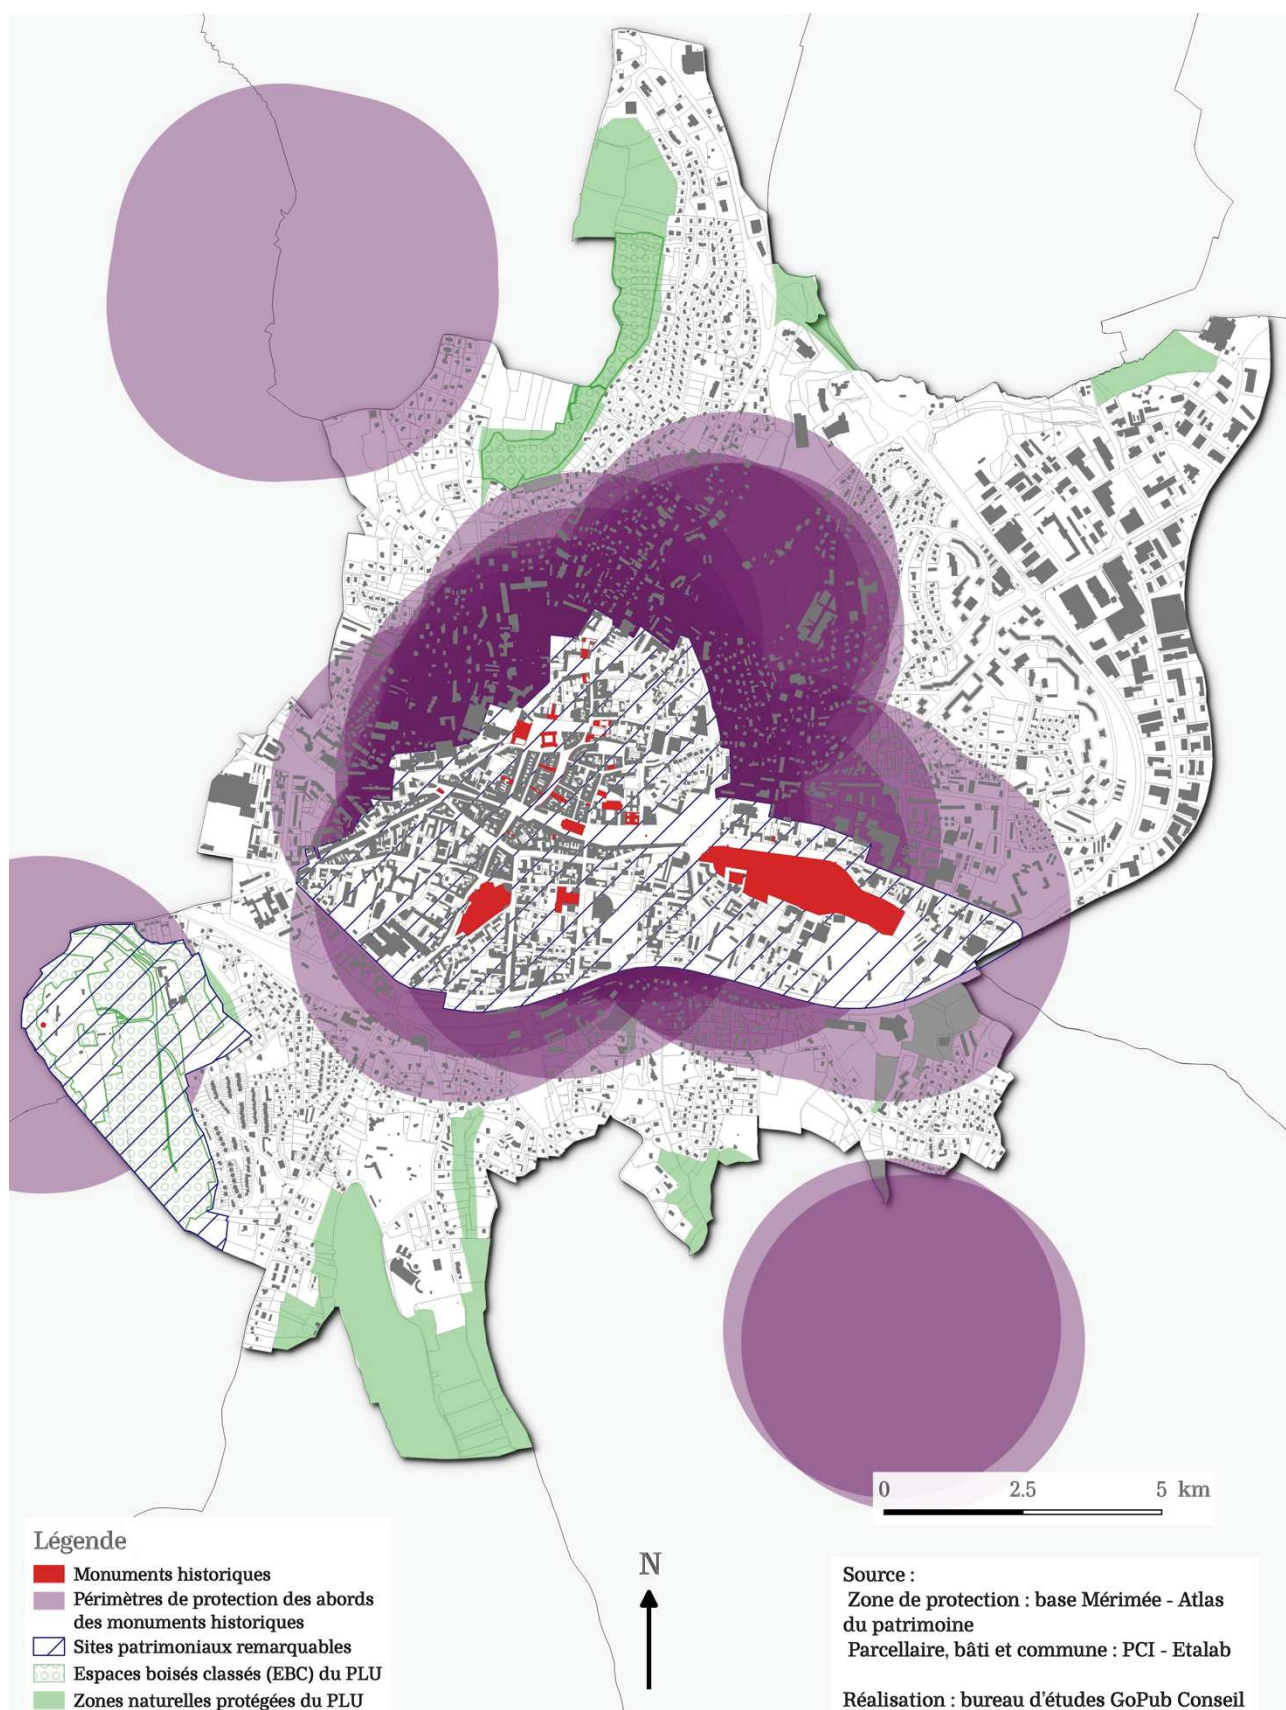 0 2.5 5 km
Légende
Monuments historiques
Périmètres de protection des abords
des monuments historiques
Sites patrimoniaux remarquables
Espaces boisés classés (EBC) du PLU
Zones naturelles protégées du PLU
N
Source :
Zone de protection : base Mérimée - Atlas
du patrimoine
Parcellaire, bâti et commune : PCI - Etalab
Réalisation : bureau d'études GoPub Conseil